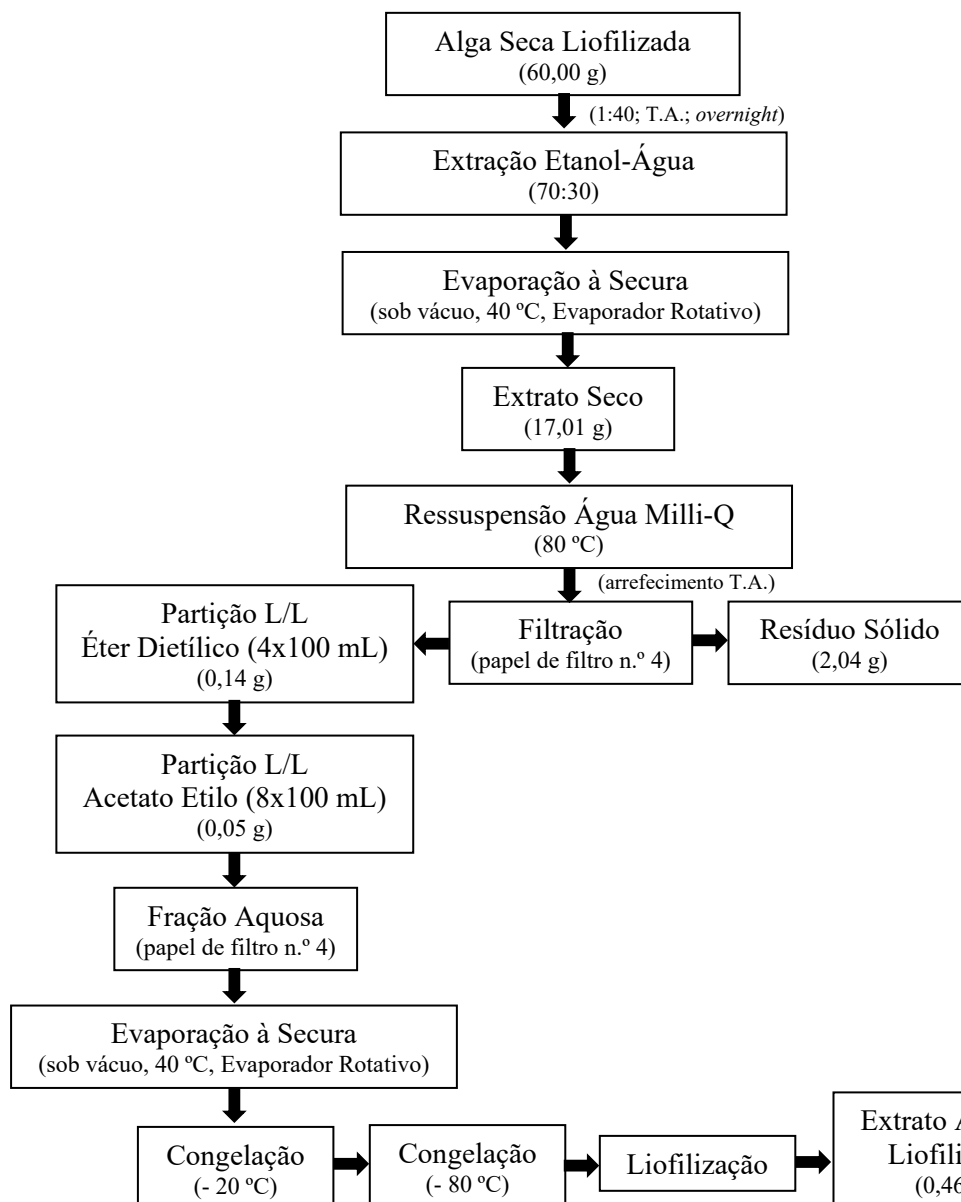 Alga Seca Liofilizada
(60,00 g)
(1:40; T.A.; overnight)
Extração Etanol-Água
(70:30)
Evaporação à Secura
(sob vácuo, 40 ºC, Evaporador Rotativo)
Extrato Seco
(17,01 g)
Ressuspensão Água Milli-Q
(80 ºC)
(arrefecimento T.A.)
Filtração
(papel de filtro n.º 4)
Resíduo Sólido
(2,04 g)
Partição L/L
Éter Dietílico (4x100 mL)
(0,14 g)
Partição L/L
Acetato Etilo (8x100 mL)
(0,05 g)
Fração Aquosa
(papel de filtro n.º 4)
Evaporação à Secura
(sob vácuo, 40 ºC, Evaporador Rotativo)
Congelação
(- 20 ºC)
Congelação
(- 80 ºC)
Liofilização
Extrato
(0,46